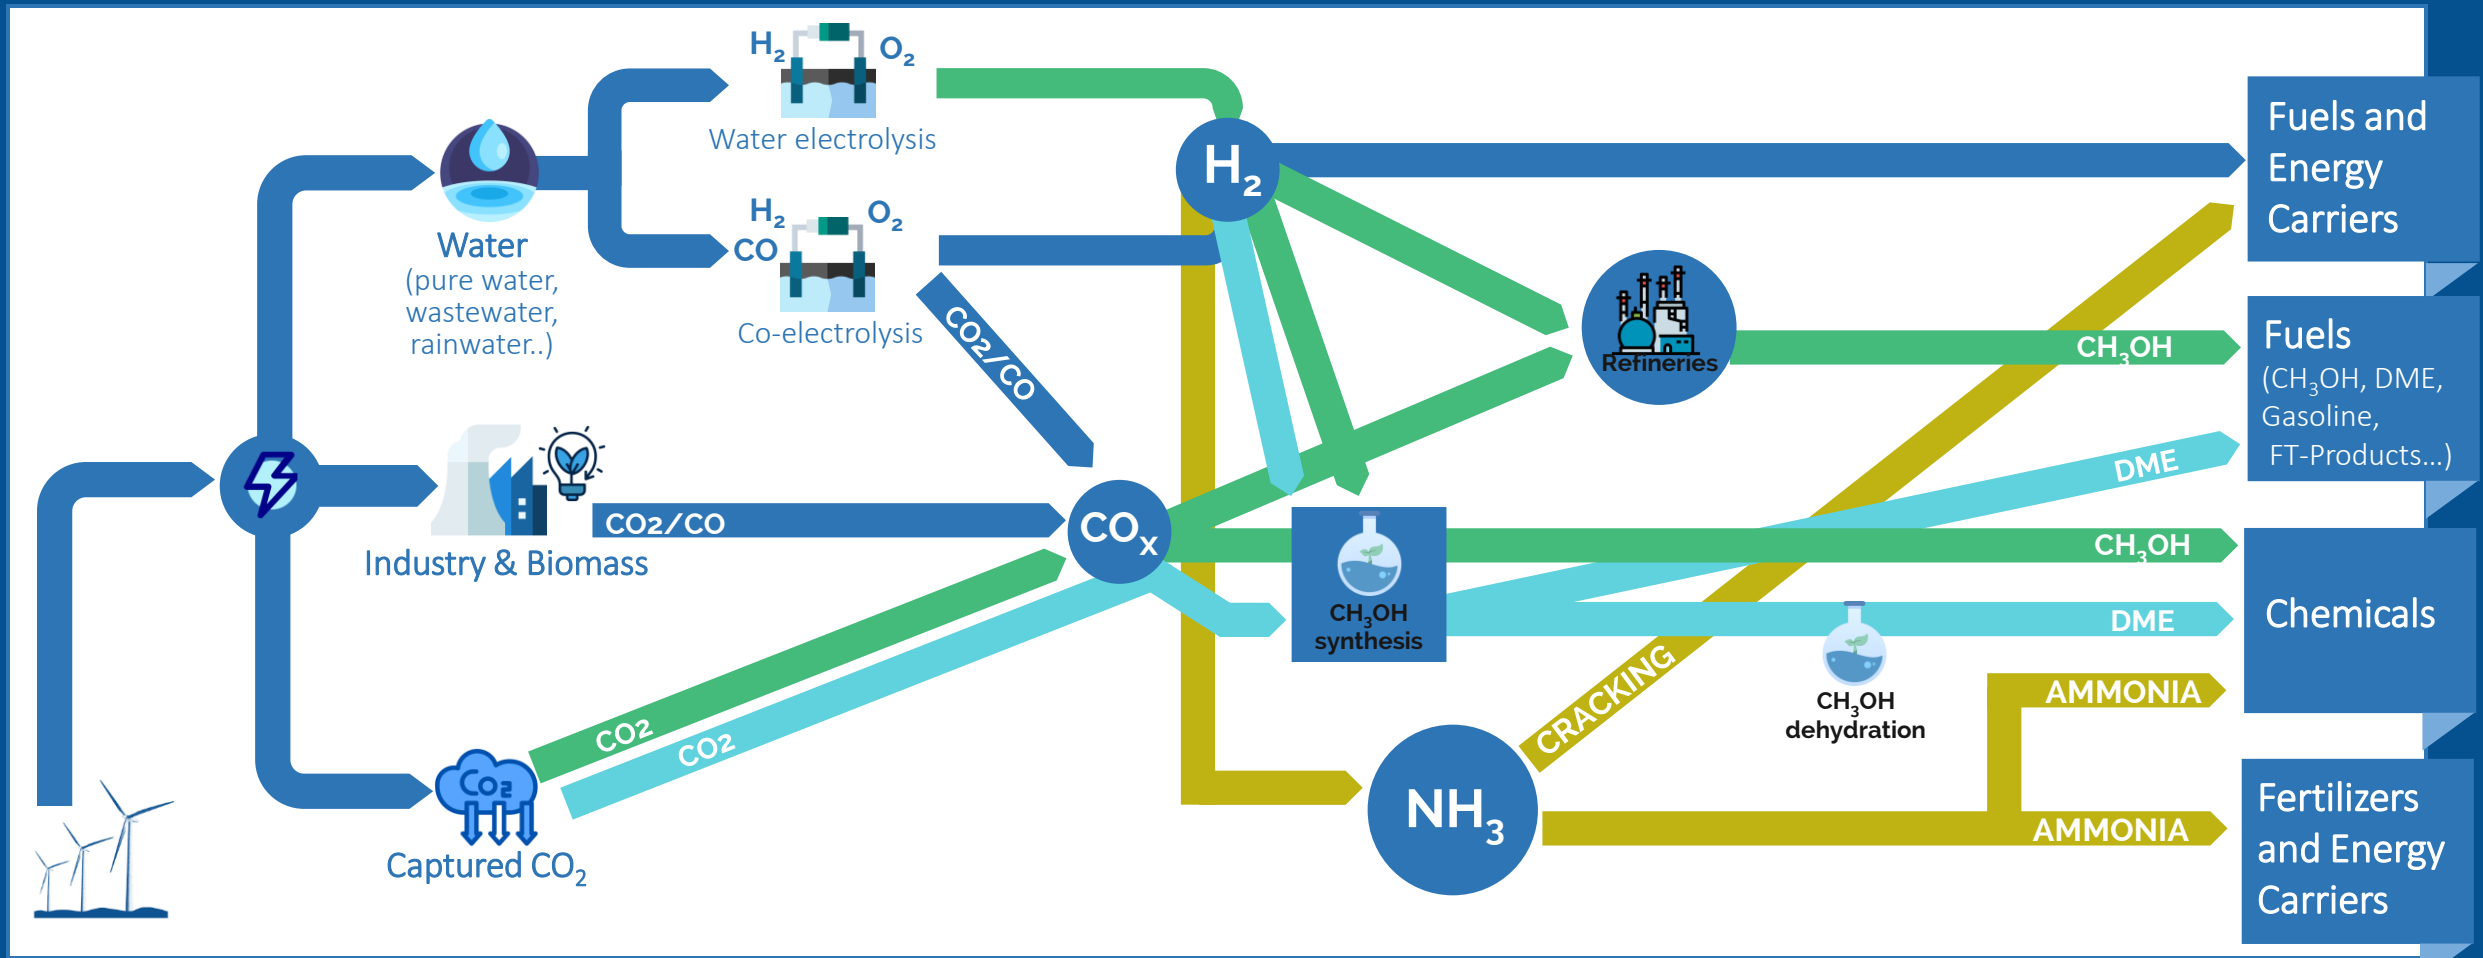 H₂
O₂
Water electrolysis
H₂
O₂
CO
Co-electrolysis
Water
(pure water,
wastewater,
rainwater..)
CO2/CO
Industry & Biomass
CO2/CO
CO2
CO2
Co₂
Captured CO₂
H₂
COₓ
Refineries
CH₃OH
synthesis
NH₃
CRACKING
CH₃OH
dehydration
CH₃OH
DME
CH₃OH
DME
AMMONIA
AMMONIA
Fuels and
Energy
Carriers
Fuels
(CH₃OH, DME,
Gasoline,
FT-Products...)
Chemicals
Fertilizers
and Energy
Carriers